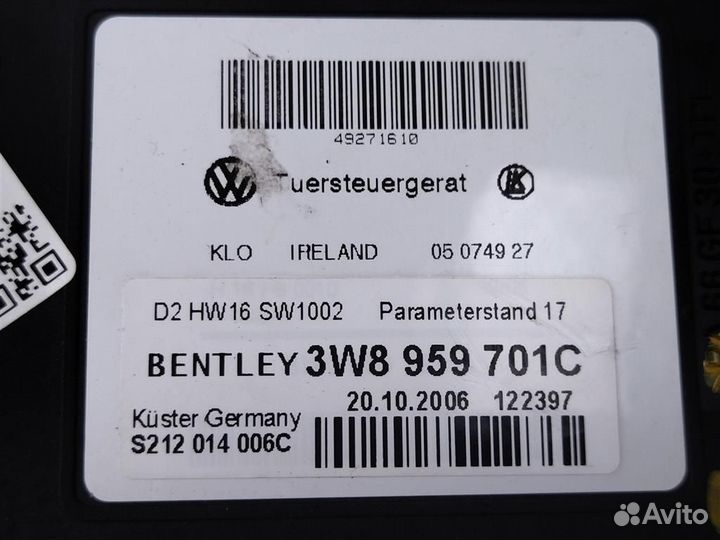 49271610
Tuersteuergerat
KLO IRELAND 05 0749 27
D2 HW16 SW1002 Parameterstand 17
BENTLEY 3W8 959 701C
20.10.2006 122397
Küster Germany
S212 014 006C
Avito